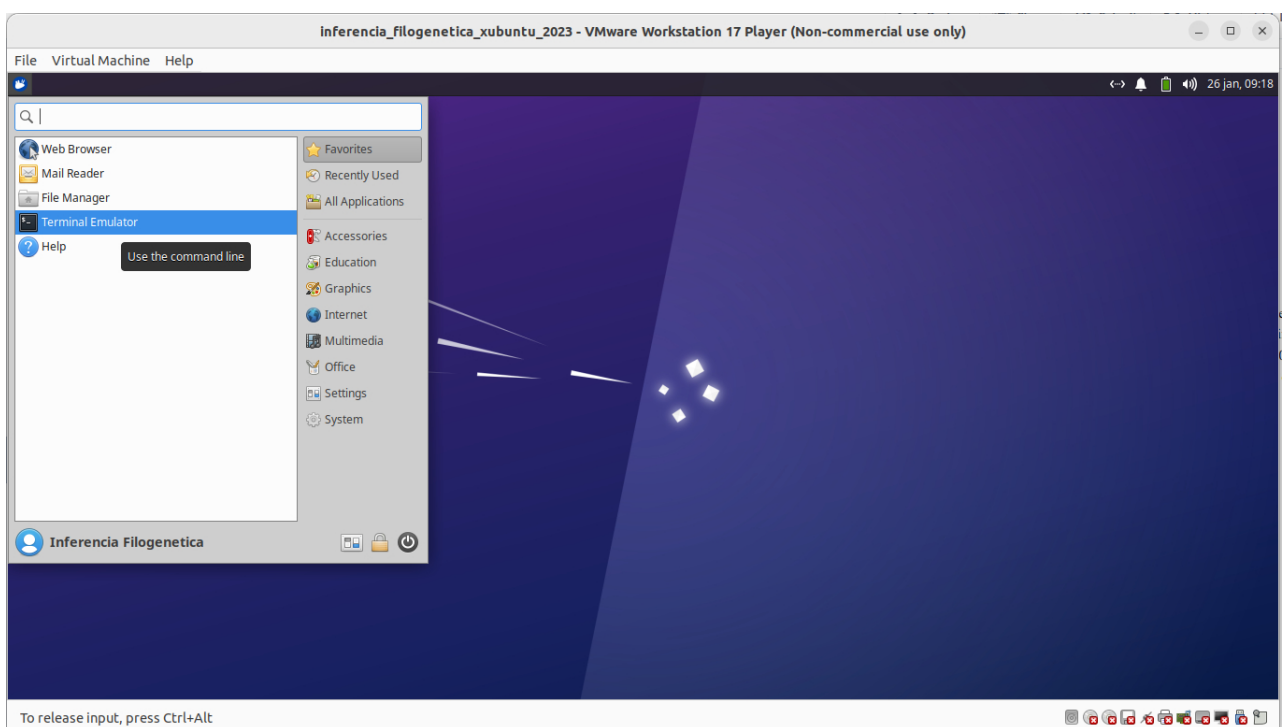 inferencia_filogenetica_xubuntu_2023 - VMware Workstation 17 Player (Non-commercial use only)
File Virtual Machine Help
26 jan, 09:18
Web Browser
Mail Reader
File Manager
Terminal Emulator
Help
Use the command line
Favorites
Recently Used
All Applications
Accessories
Education
Graphics
Internet
Multimedia
Office
Settings
System
Inferencia Filogenetica
To release input, press Ctrl+Alt